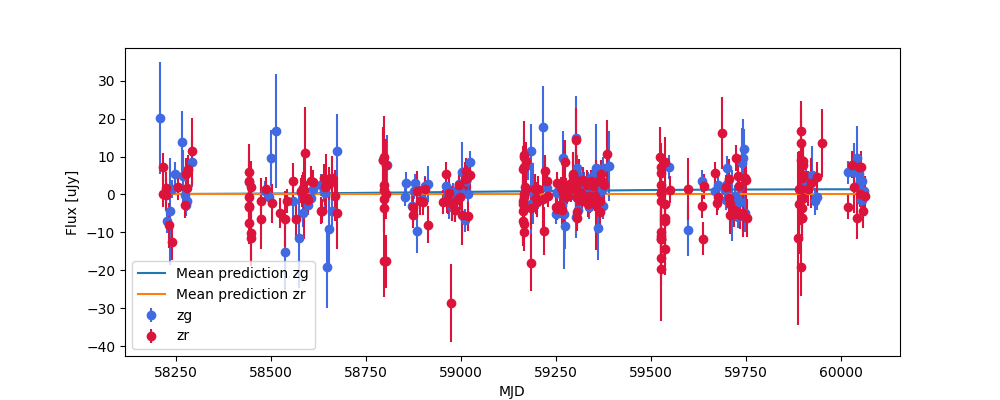 30
20
10
0
−10
−20
−30
−40
Flux [uJy]
Mean prediction zg
Mean prediction zr
zg
zr
58250 58500 58750 59000 59250 59500 59750 60000
MJD